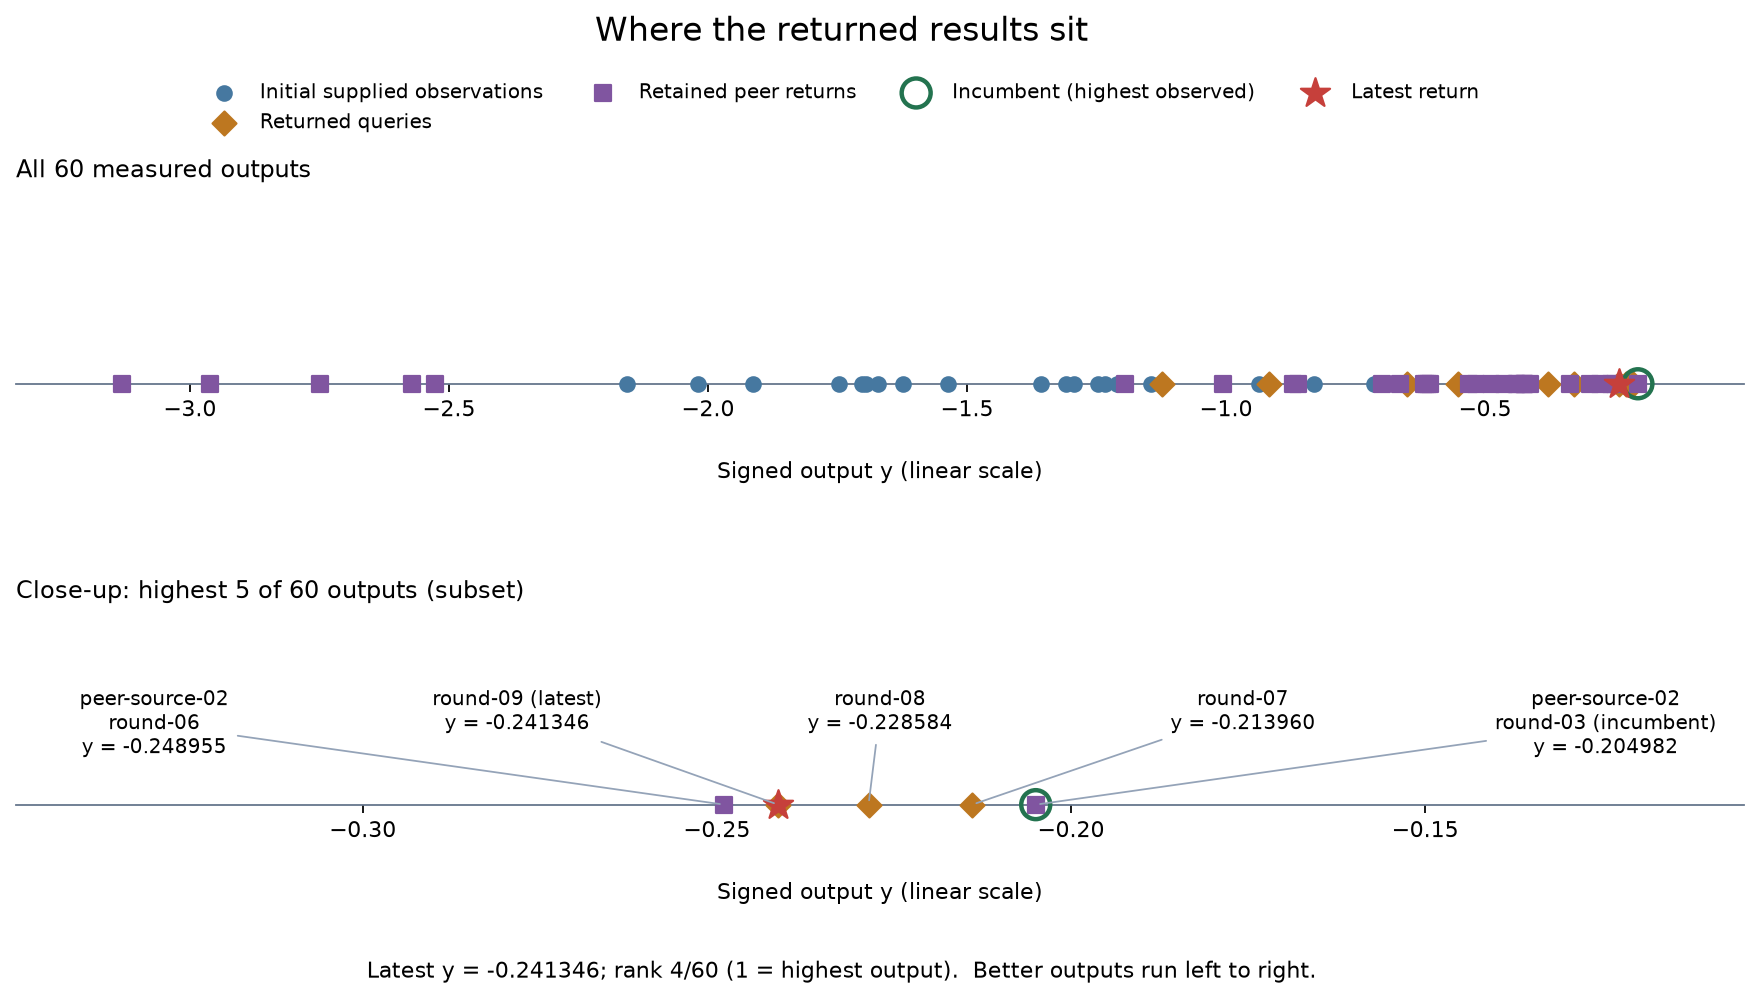 Where the returned results sit
Initial supplied observations
Returned queries
Retained peer returns
Incumbent (highest observed)
Latest return
All 60 measured outputs
−3.0 −2.5 −2.0 −1.5 −1.0 −0.5
Signed output y (linear scale)
Close-up: highest 5 of 60 outputs (subset)
peer-source-02
round-06
y = -0.248955
round-09 (latest)
y = -0.241346
round-08
y = -0.228584
round-07
y = -0.213960
peer-source-02
round-03 (incumbent)
y = -0.204982
−0.30 −0.25 −0.20 −0.15
Signed output y (linear scale)
Latest y = -0.241346; rank 4/60 (1 = highest output).  Better outputs run left to right.